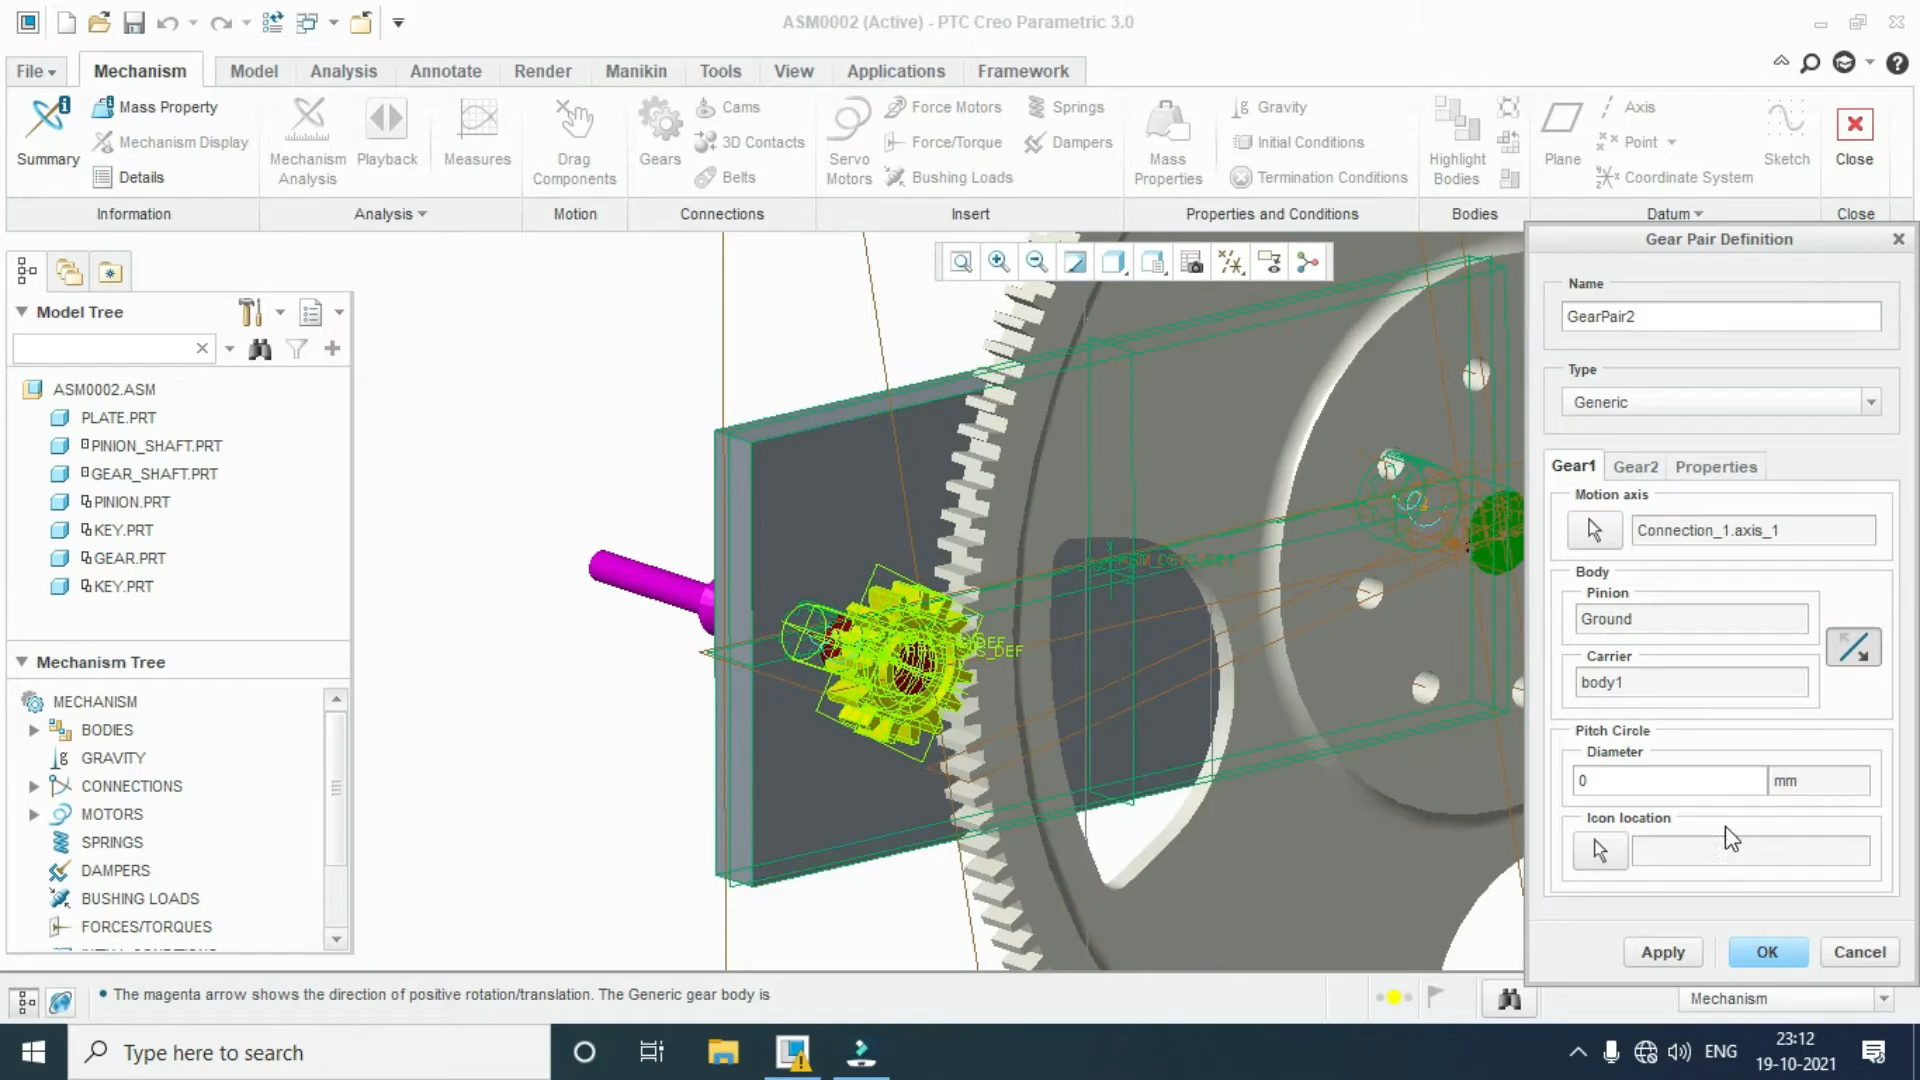 ASM0002 (Active) - PTC Creo Parametric 3.0
File
Mechanism
Model
Analysis
Annotate
Render
Manikin
Tools
View
Applications
Framework
Summary
Mass Property
Mechanism Display
Details
Information
Mechanism
Analysis
Playback
Measures
Analysis
Drag
Components
Motion
Gears
Cams
3D Contacts
Belts
Connections
Servo
Motors
Force Motors
Force/Torque
Bushing Loads
Springs
Dampers
Insert
Mass
Properties
Gravity
Initial Conditions
Termination Conditions
Properties and Conditions
Highlight
Bodies
Bodies
Plane
Axis
Point
Coordinate System
Sketch
Datum
Close
Close
Model Tree
ASM0002.ASM
PLATE.PRT
PINION_SHAFT.PRT
GEAR_SHAFT.PRT
PINION.PRT
KEY.PRT
GEAR.PRT
KEY.PRT
Mechanism Tree
MECHANISM
BODIES
GRAVITY
CONNECTIONS
MOTORS
SPRINGS
DAMPERS
BUSHING LOADS
FORCES/TORQUES
Gear Pair Definition
Name
GearPair2
Type
Generic
Gear1
Gear2
Properties
Motion axis
Connection_1.axis_1
Body
Pinion
Ground
Carrier
body1
Pitch Circle
Diameter
0
mm
Icon location
Apply
OK
Cancel
The magenta arrow shows the direction of positive rotation/translation. The Generic gear body is
Mechanism
Type here to search
ENG
23:12
19-10-2021